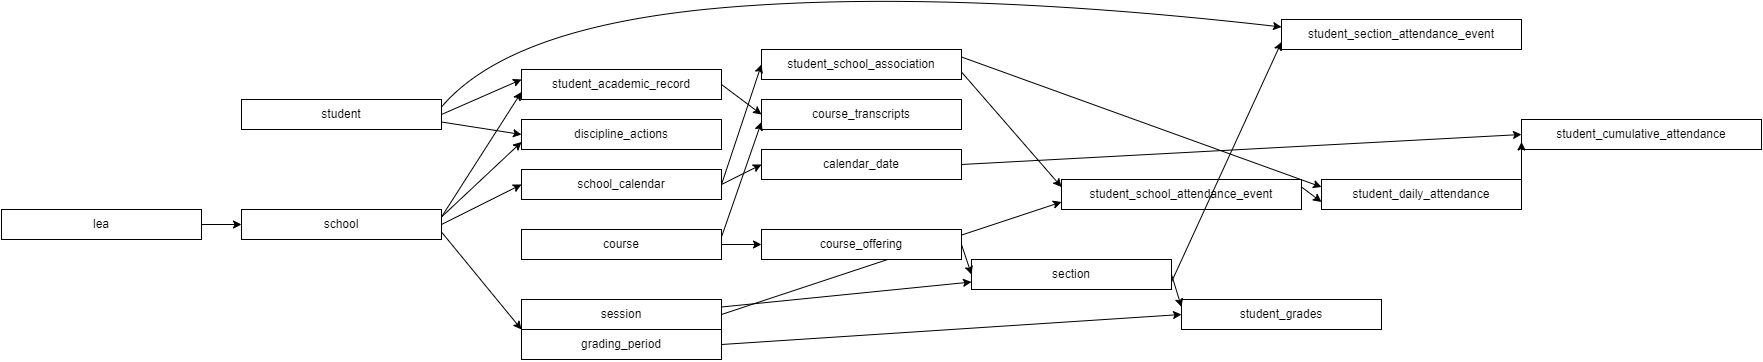 student_section_attendance_event
student_school_association
student_academic_record
student
course_transcripts
discipline_actions
student_cumulative_attendance
calendar_date
school_calendar
student_school_attendance_event
student_daily_attendance
lea
school
course
course_offering
section
session
student_grades
grading_period